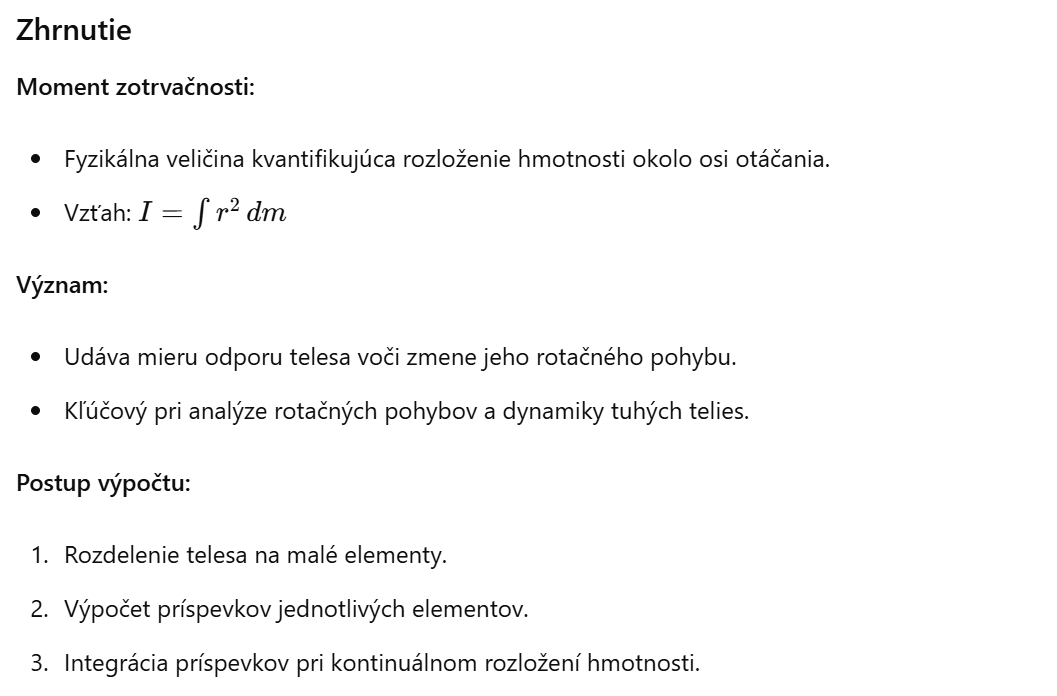 Zhrnutie
Moment zotrvačnosti:
• Fyzikálna veličina kvantifikujúca rozloženie hmotnosti okolo osi otáčania.
• Vzťah: I = ∫ r² dm
Význam:
• Udáva mieru odporu telesa voči zmene jeho rotačného pohybu.
• Kľúčový pri analýze rotačných pohybov a dynamiky tuhých telies.
Postup výpočtu:
1. Rozdelenie telesa na malé elementy.
2. Výpočet príspevkov jednotlivých elementov.
3. Integrácia príspevkov pri kontinuálnom rozložení hmotnosti.